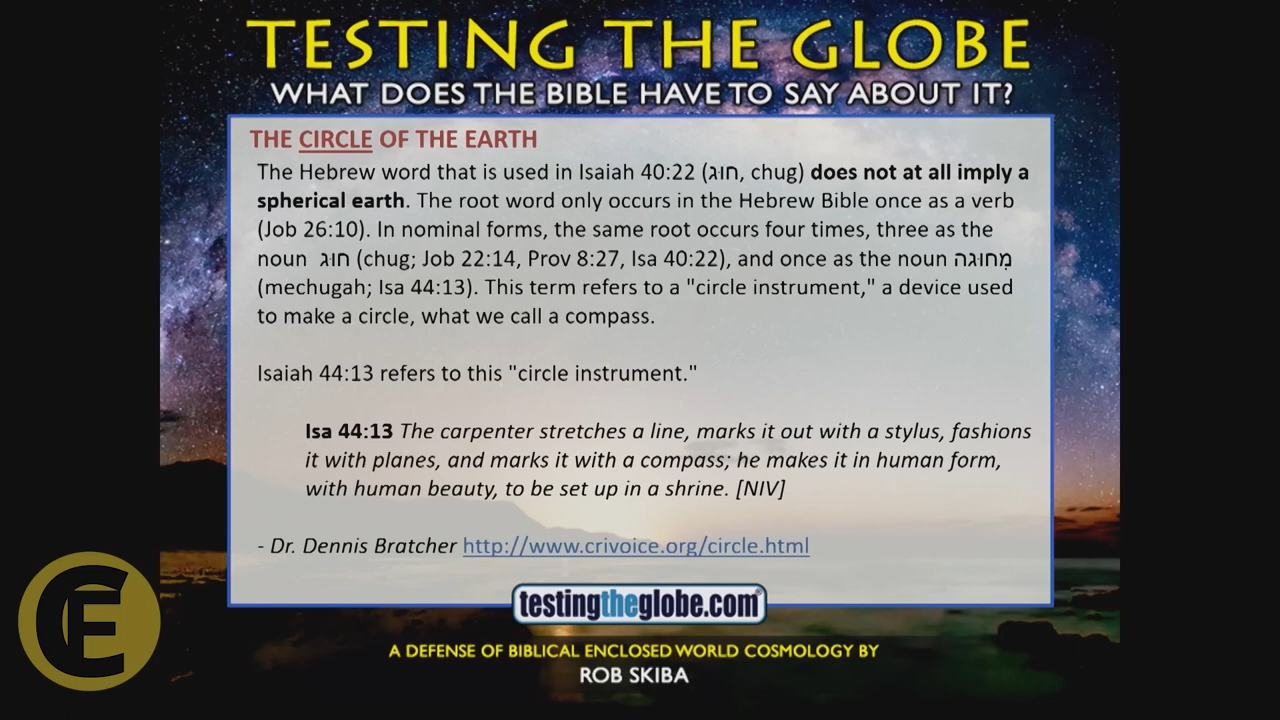 TESTING THE GLOBE
WHAT DOES THE BIBLE HAVE TO SAY ABOUT IT?
THE CIRCLE OF THE EARTH
The Hebrew word that is used in Isaiah 40:22 (חוּג, chug) does not at all imply a
spherical earth. The root word only occurs in the Hebrew Bible once as a verb
(Job 26:10). In nominal forms, the same root occurs four times, three as the
noun חוּג (chug; Job 22:14, Prov 8:27, Isa 40:22), and once as the noun מְחוּגה
(mechugah; Isa 44:13). This term refers to a "circle instrument," a device used
to make a circle, what we call a compass.
Isaiah 44:13 refers to this "circle instrument."
Isa 44:13 The carpenter stretches a line, marks it out with a stylus, fashions
it with planes, and marks it with a compass; he makes it in human form,
with human beauty, to be set up in a shrine. [NIV]
- Dr. Dennis Bratcher http://www.crivoice.org/circle.html
testingtheglobe.com
A DEFENSE OF BIBLICAL ENCLOSED WORLD COSMOLOGY BY
ROB SKIBA